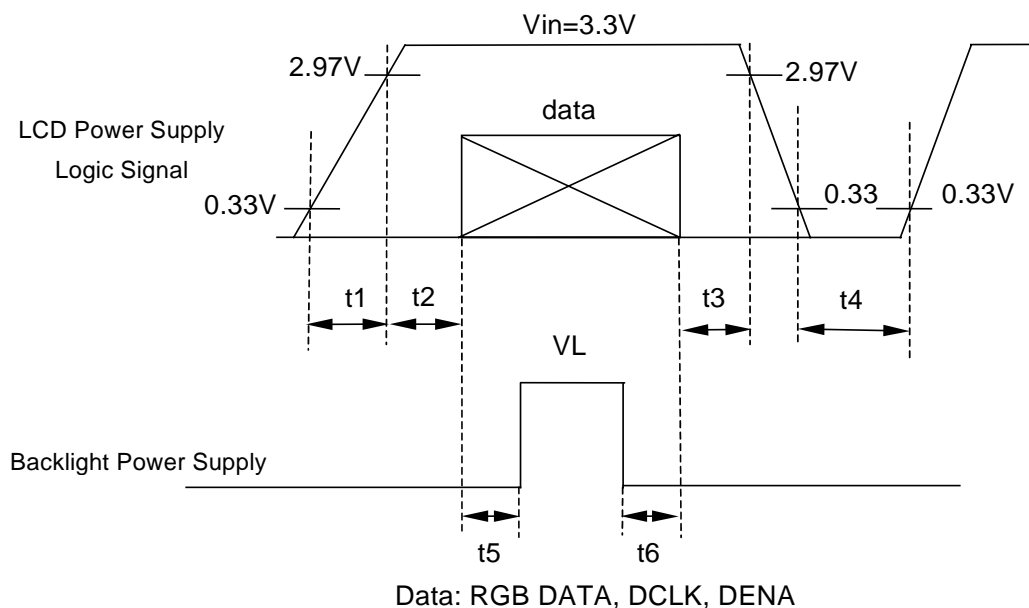 Vin=3.3V
2.97V
2.97V
data
LCD Power Supply
Logic Signal
0.33V
0.33
0.33V
t1
t2
t3
t4
VL
Backlight Power Supply
t5
t6
Data: RGB DATA, DCLK, DENA